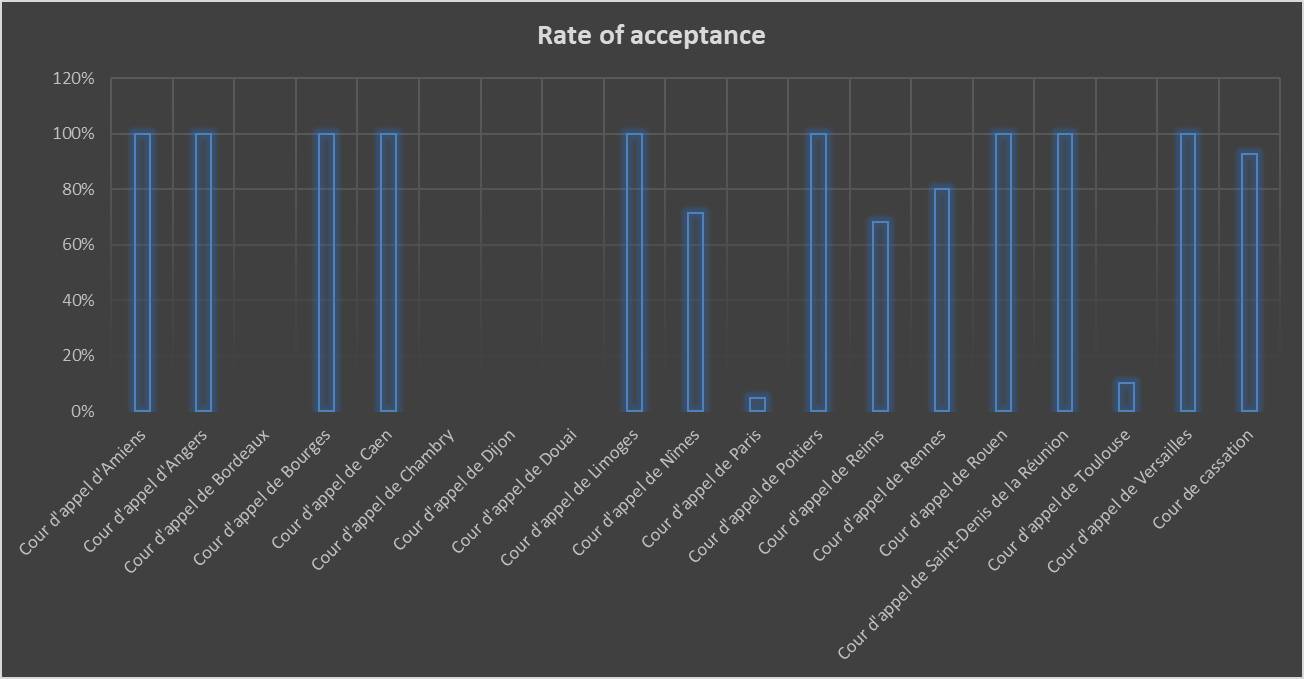 Rate of acceptance
120%
100%
80%
60%
40%
20%
0%
Cour d'appel d'Amiens
Cour d'appel d'Angers
Cour d'appel de Bordeaux
Cour d'appel de Bourges
Cour d'appel de Caen
Cour d'appel de Chambry
Cour d'appel de Dijon
Cour d'appel de Douai
Cour d'appel de Limoges
Cour d'appel de Nîmes
Cour d'appel de Paris
Cour d'appel de Poitiers
Cour d'appel de Reims
Cour d'appel de Rennes
Cour d'appel de Rouen
Cour d'appel de Saint-Denis de la Réunion
Cour d'appel de Toulouse
Cour d'appel de Versailles
Cour de cassation